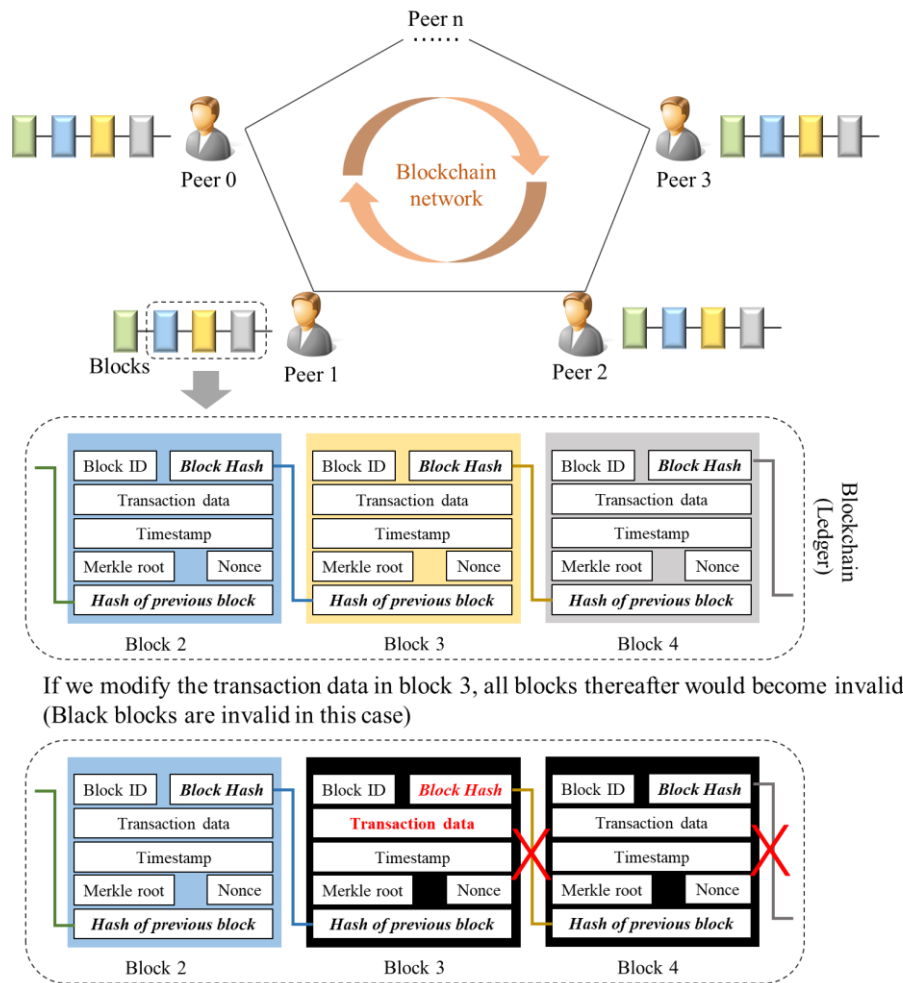 Peer n
......
Peer 0
Blockchain
network
Peer 3
Blocks
Peer 1
Peer 2
Block ID
Block Hash
Transaction data
Timestamp
Merkle root
Nonce
Hash of previous block
Block 2
Block ID
Block Hash
Transaction data
Timestamp
Merkle root
Nonce
Hash of previous block
Block 3
Block ID
Block Hash
Transaction data
Timestamp
Merkle root
Nonce
Hash of previous block
Block 4
Blockchain
(Ledger)
If we modify the transaction data in block 3, all blocks thereafter would become invalid
(Black blocks are invalid in this case)
Block ID
Block Hash
Transaction data
Timestamp
Merkle root
Nonce
Hash of previous block
Block 2
Block ID
Block Hash
Transaction data
Timestamp
Merkle root
Nonce
Hash of previous block
Block 3
Block ID
Block Hash
Transaction data
Timestamp
Merkle root
Nonce
Hash of previous block
Block 4